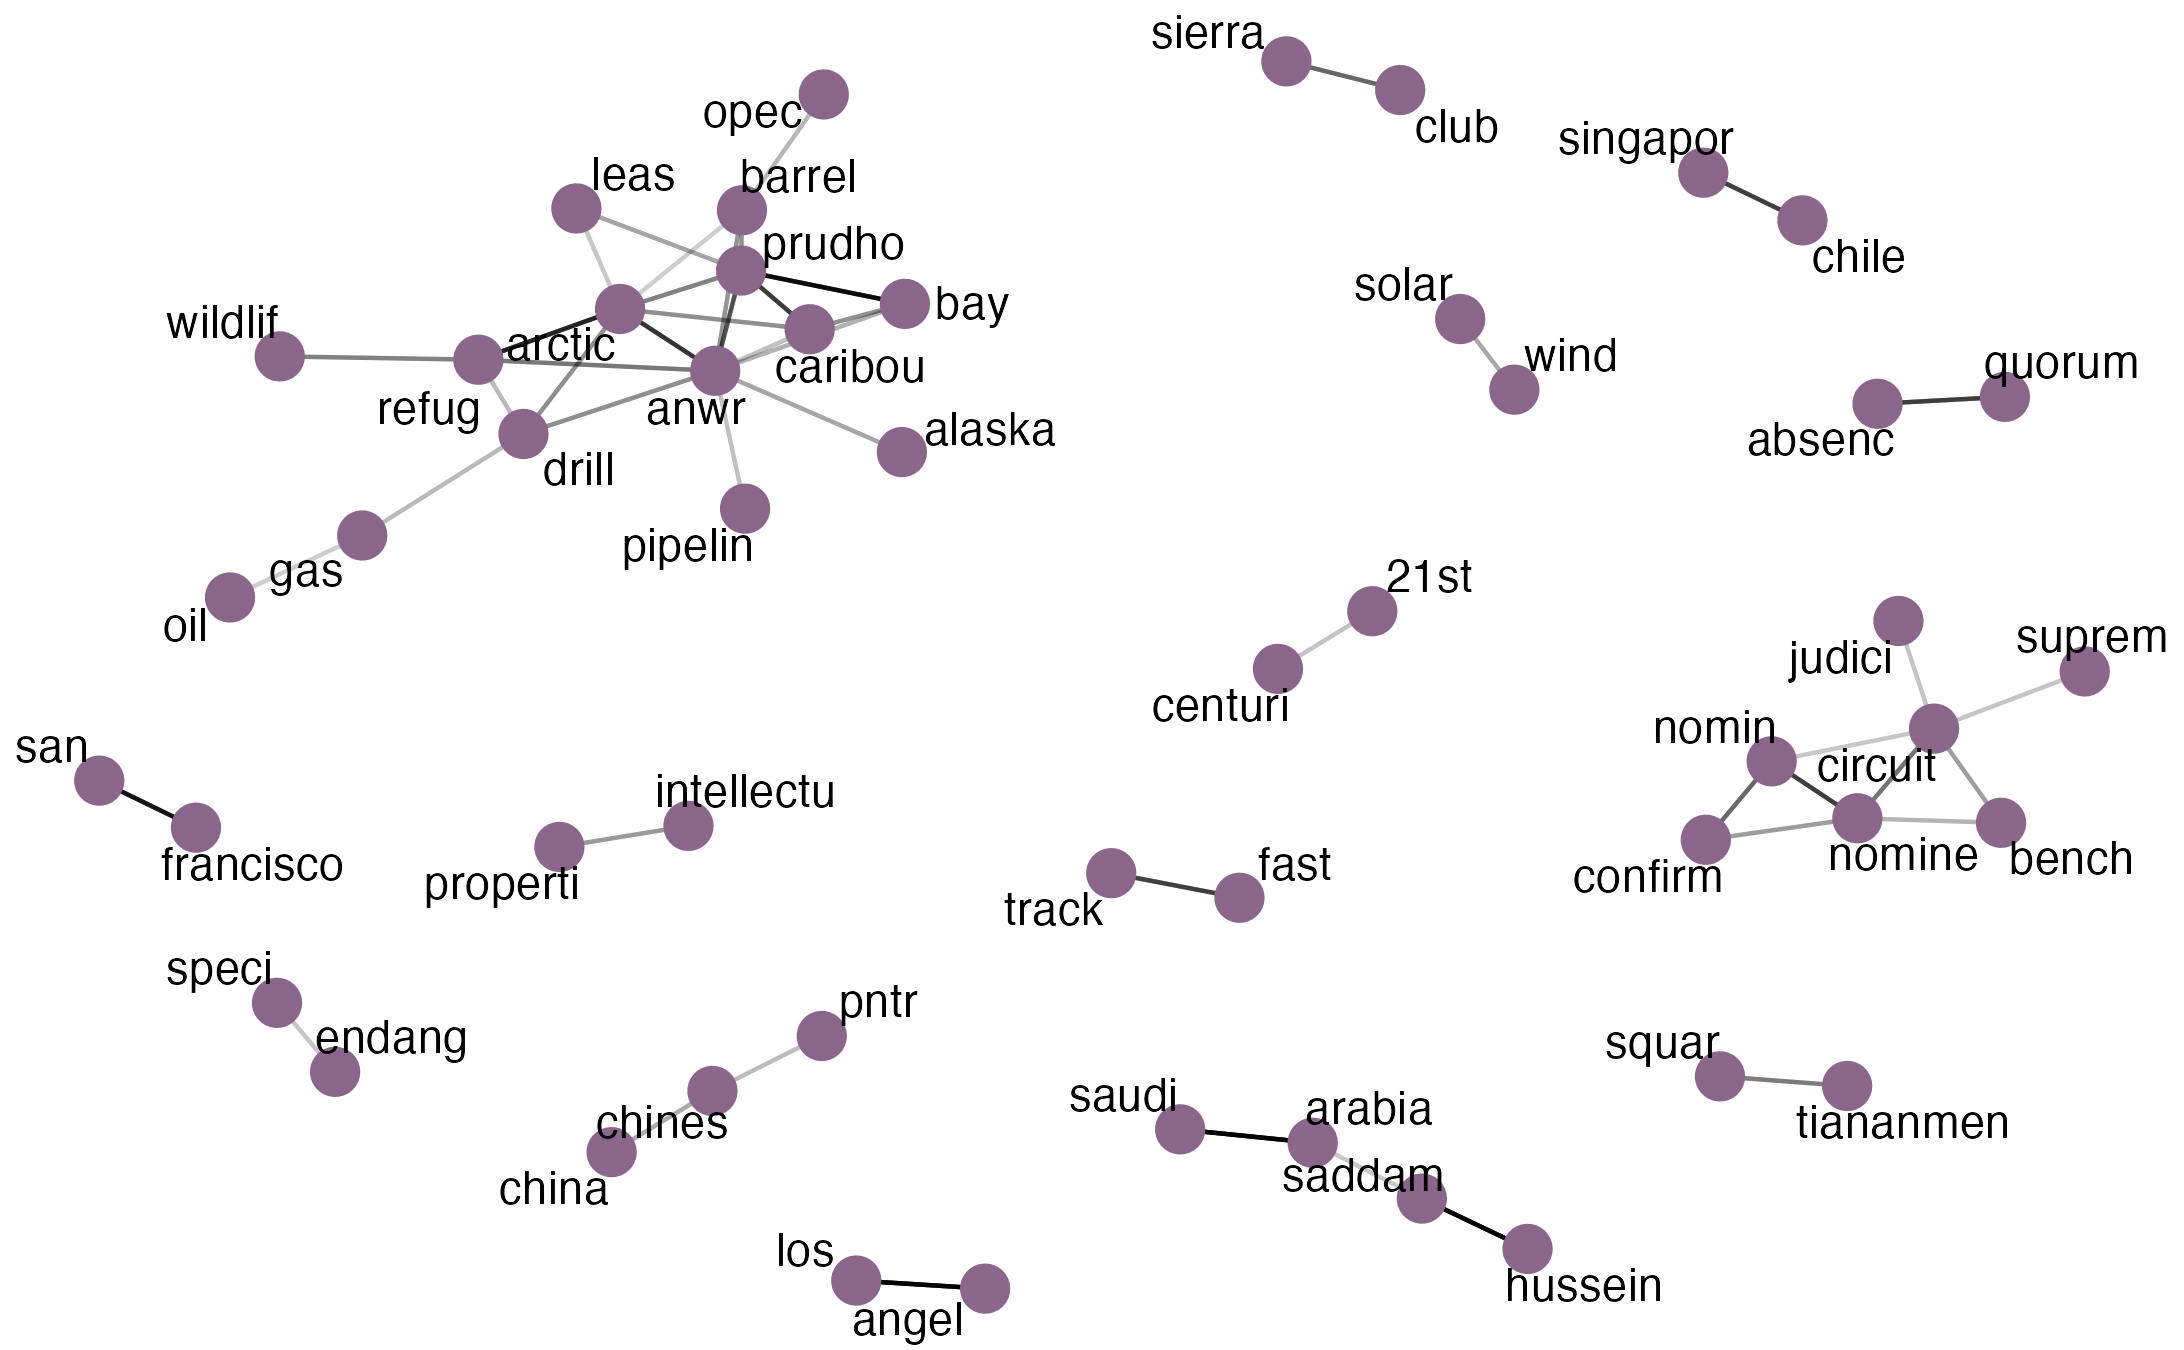 sierra
club
opec
singapor
leas
barrel
prudho
chile
wildlif
arctic
bay
solar
wind
quorum
caribou
refug
anwr
alaska
absenc
drill
pipelin
gas
oil
21st
centuri
judici
suprem
nomin
circuit
san
francisco
intellectu
properti
fast
track
confirm
nomine
bench
speci
endang
pntr
chines
china
squar
tiananmen
saudi
arabia
saddam
hussein
los
angel